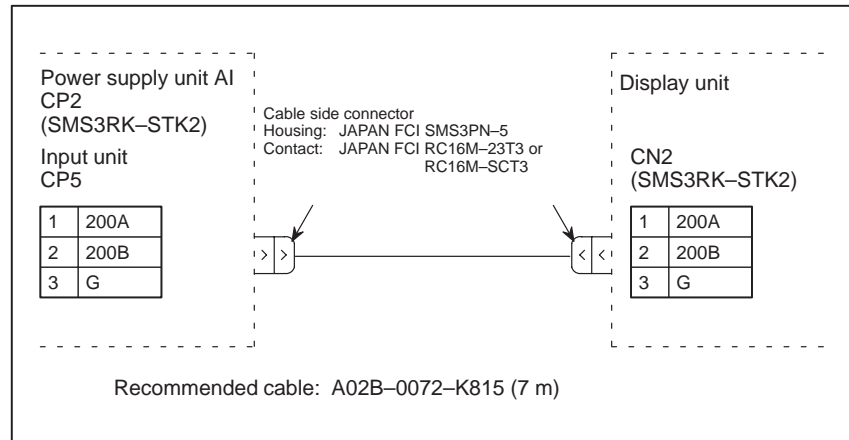 Power supply unit AI
CP2
(SMS3RK–STK2)
Input unit
CP5
1 200A
2 200B
3 G
Cable side connector
Housing: JAPAN FCI SMS3PN–5
Contact: JAPAN FCI RC16M–23T3 or
RC16M–SCT3
Display unit
CN2
(SMS3RK–STK2)
1 200A
2 200B
3 G
Recommended cable: A02B–0072–K815 (7 m)